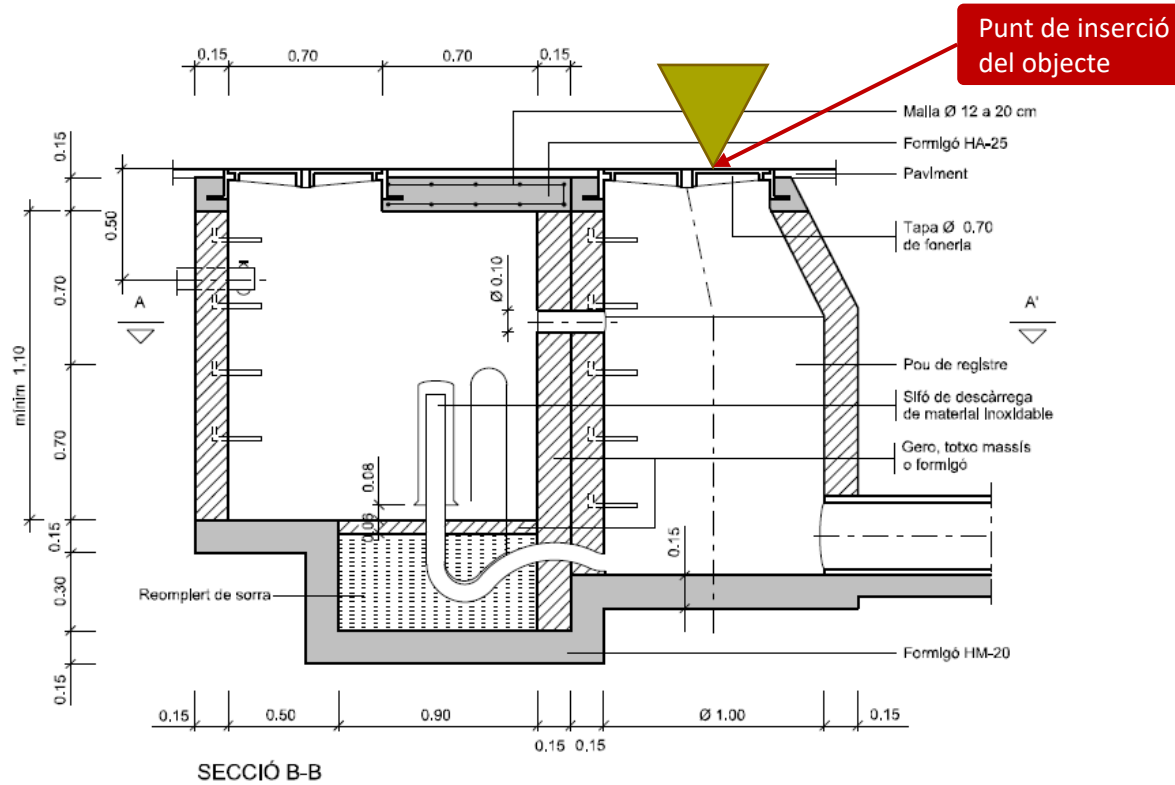 Punt de inserció
del objecte
0.15
0.70
0.70
0.15
Malla Ø 12 a 20 cm
Formigó HA-25
Paviment
Tapa Ø 0.70
de foneria
0.15
0.50
0.70
mínim 1.10
0.70
0.15
0.30
0.15
Ø 0.10
A
A'
Pou de registre
Sifó de descàrrega
de material inoxidable
Gero, totxo massís
o formigó
0.08
0.06
0.15
Reomplert de sorra
Formigó HM-20
0.15
0.50
0.90
0.15
0.15
Ø 1.00
0.15
SECCIÓ B-B